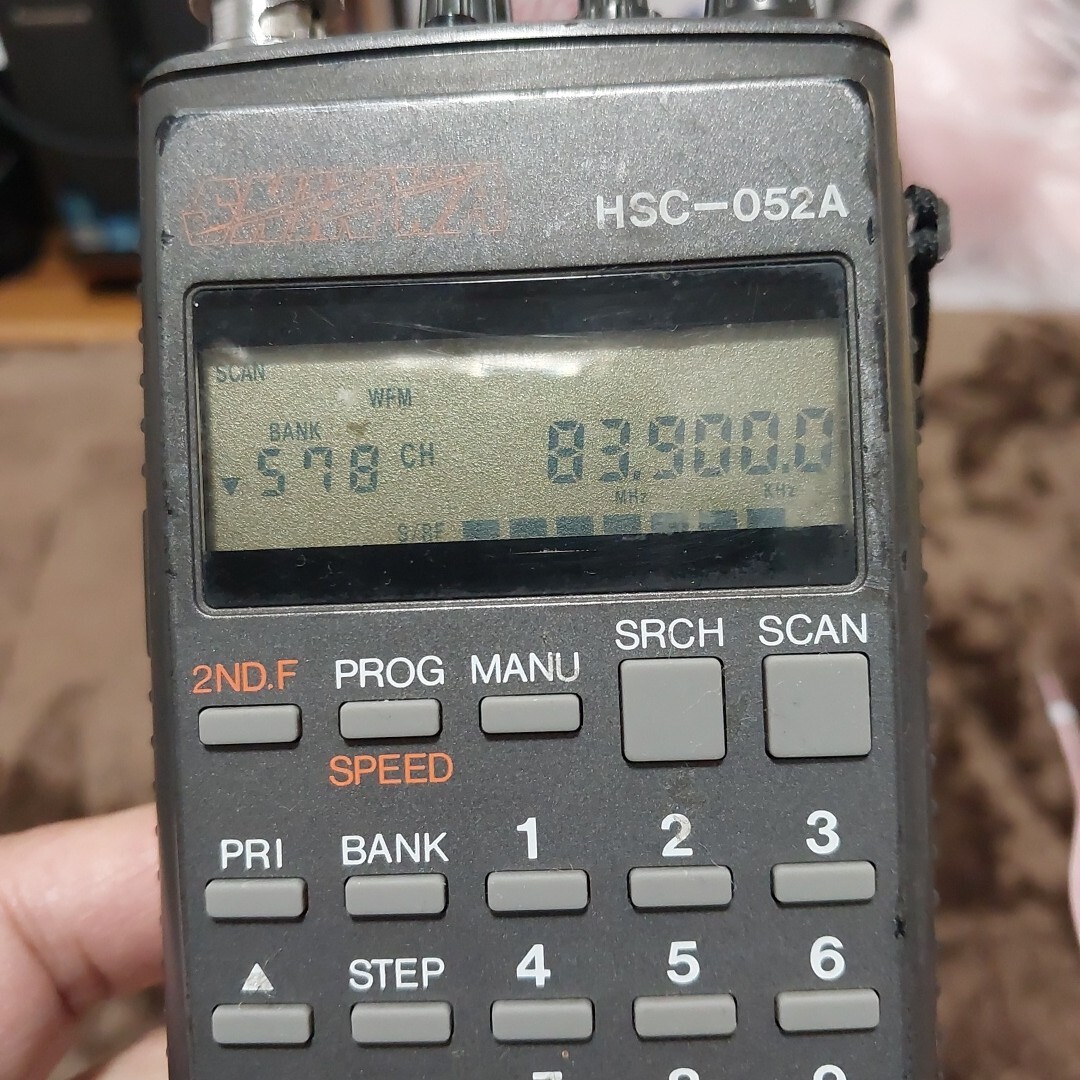 HSC-052A
SCAN
WFM
BANK
578 CH 83.900.0
MHz KHz
S/RF
SRCH SCAN
2ND.F PROG MANU
SPEED
PRI BANK 1 2 3
▲ STEP 4 5 6